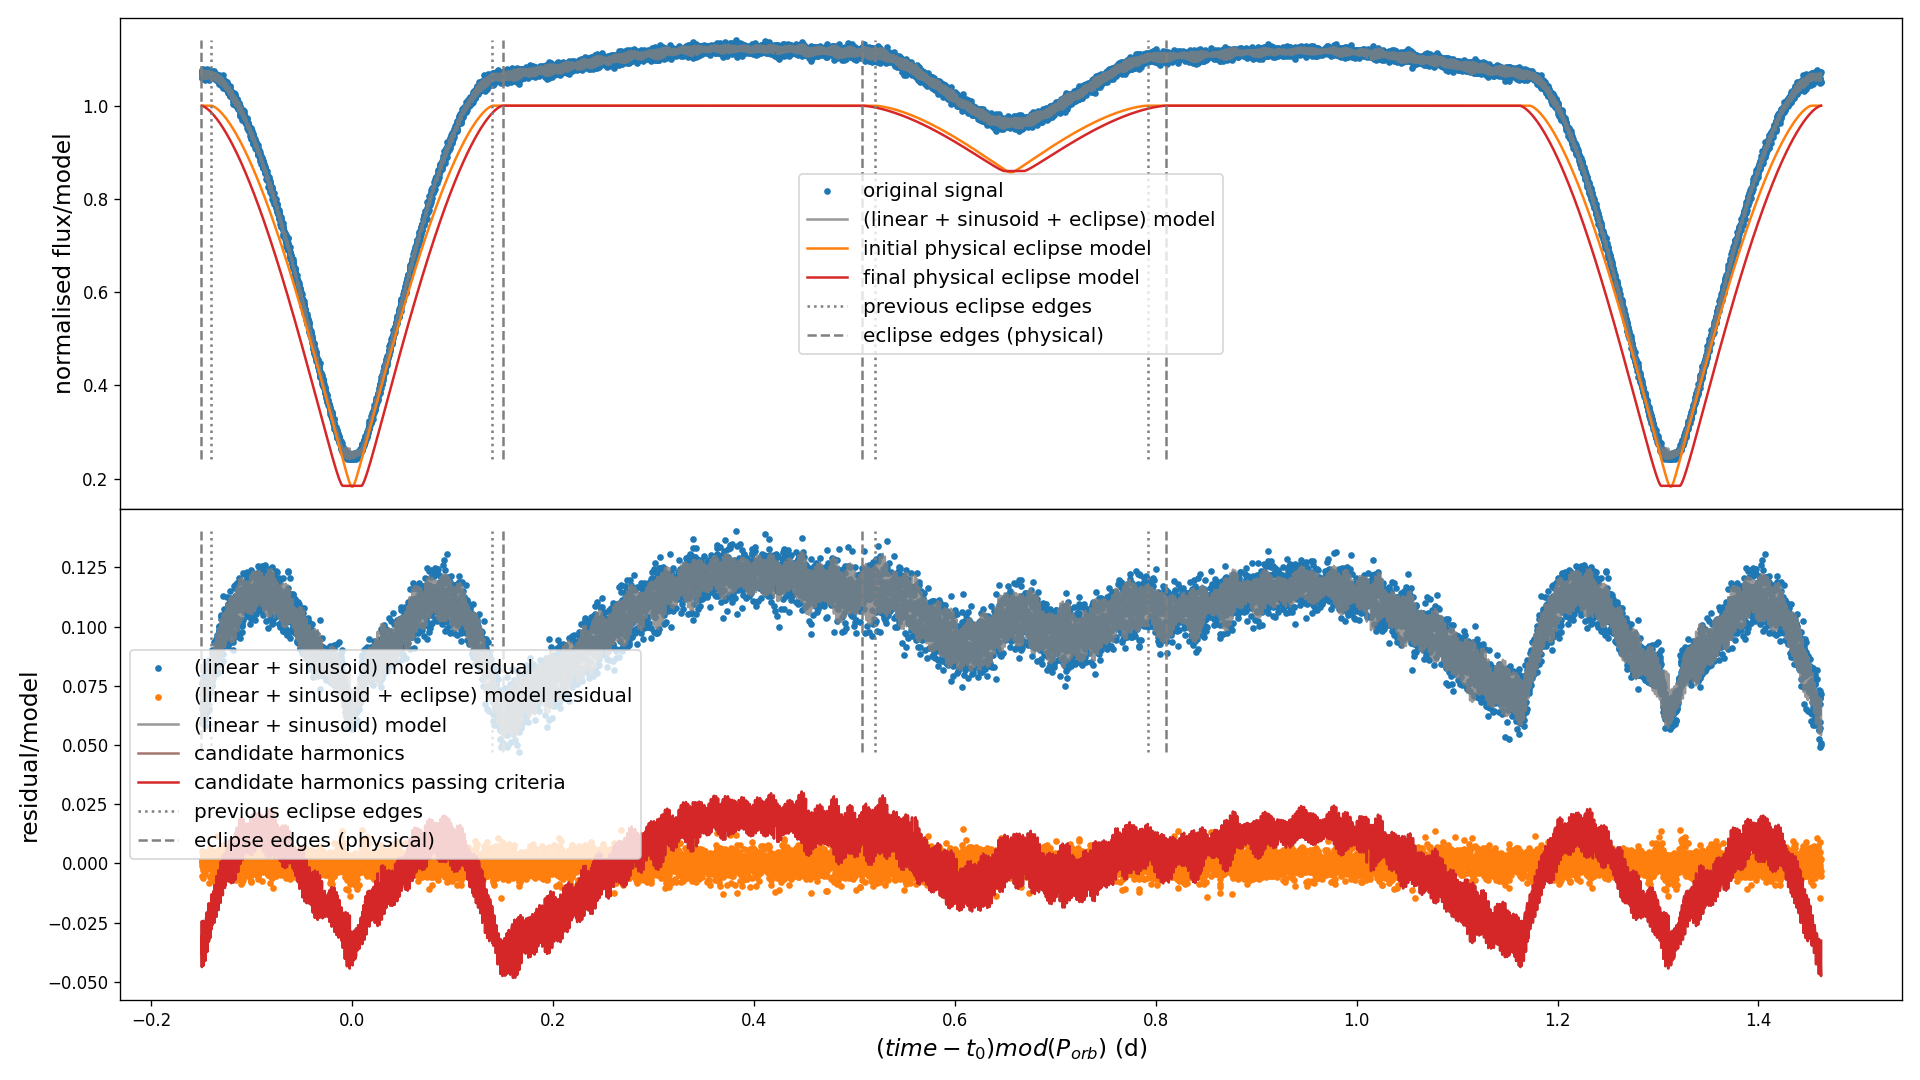 normalised flux/model
1.0
0.8
0.6
0.4
0.2
original signal
(linear + sinusoid + eclipse) model
initial physical eclipse model
final physical eclipse model
previous eclipse edges
eclipse edges (physical)
residual/model
0.125
0.100
0.075
0.050
0.025
0.000
−0.025
−0.050
(linear + sinusoid) model residual
(linear + sinusoid + eclipse) model residual
(linear + sinusoid) model
candidate harmonics
candidate harmonics passing criteria
previous eclipse edges
eclipse edges (physical)
−0.2 0.0 0.2 0.4 0.6 0.8 1.0 1.2 1.4
(time − t₀)mod(P_orb) (d)